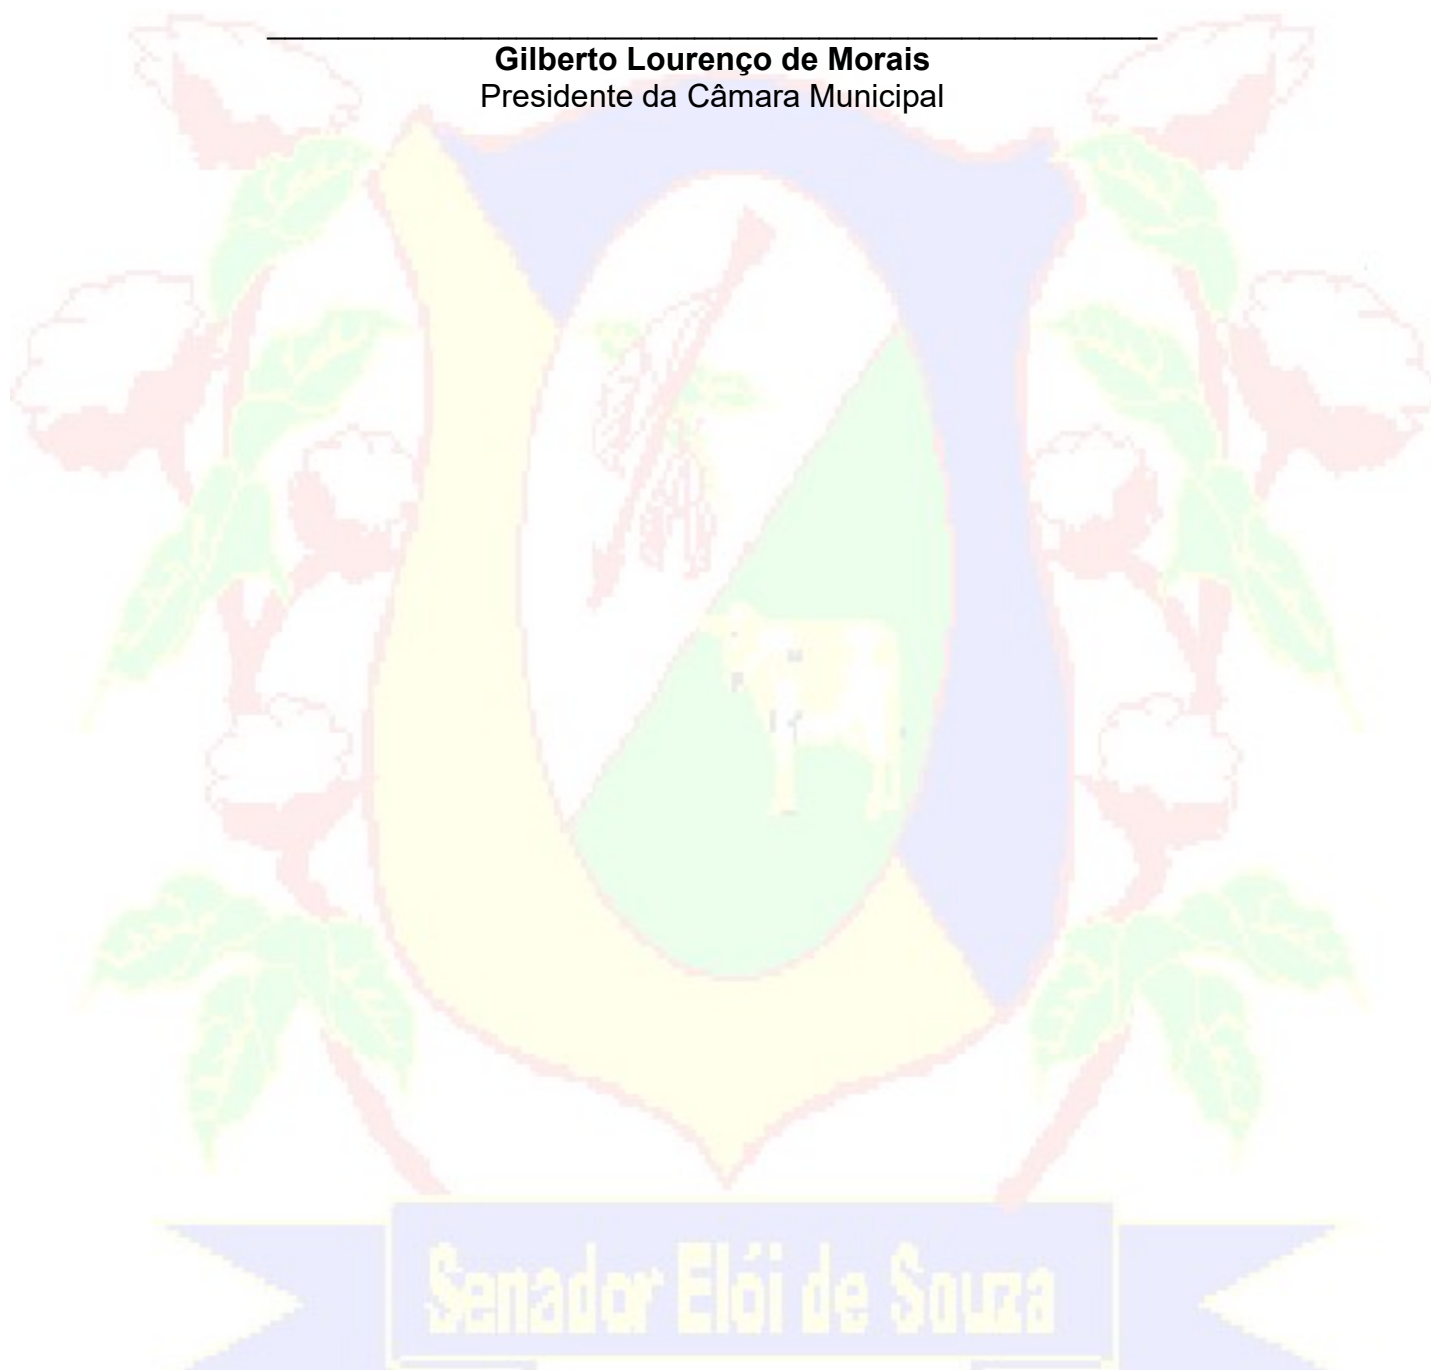 Gilberto Lourenço de Morais
Presidente da Câmara Municipal
Senador Elói de Souza